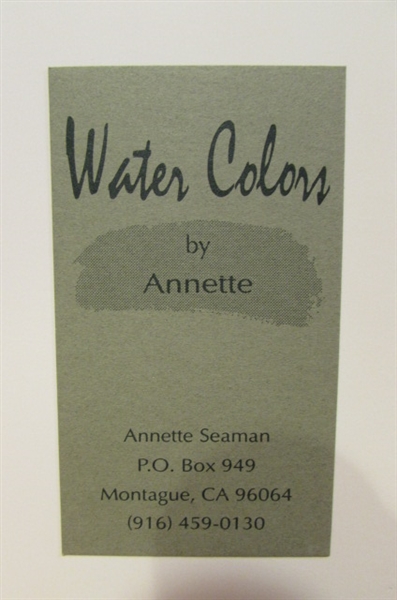 Water Colors
by
Annette
Annette Seaman
P.O. Box 949
Montague, CA 96064
(916) 459-0130